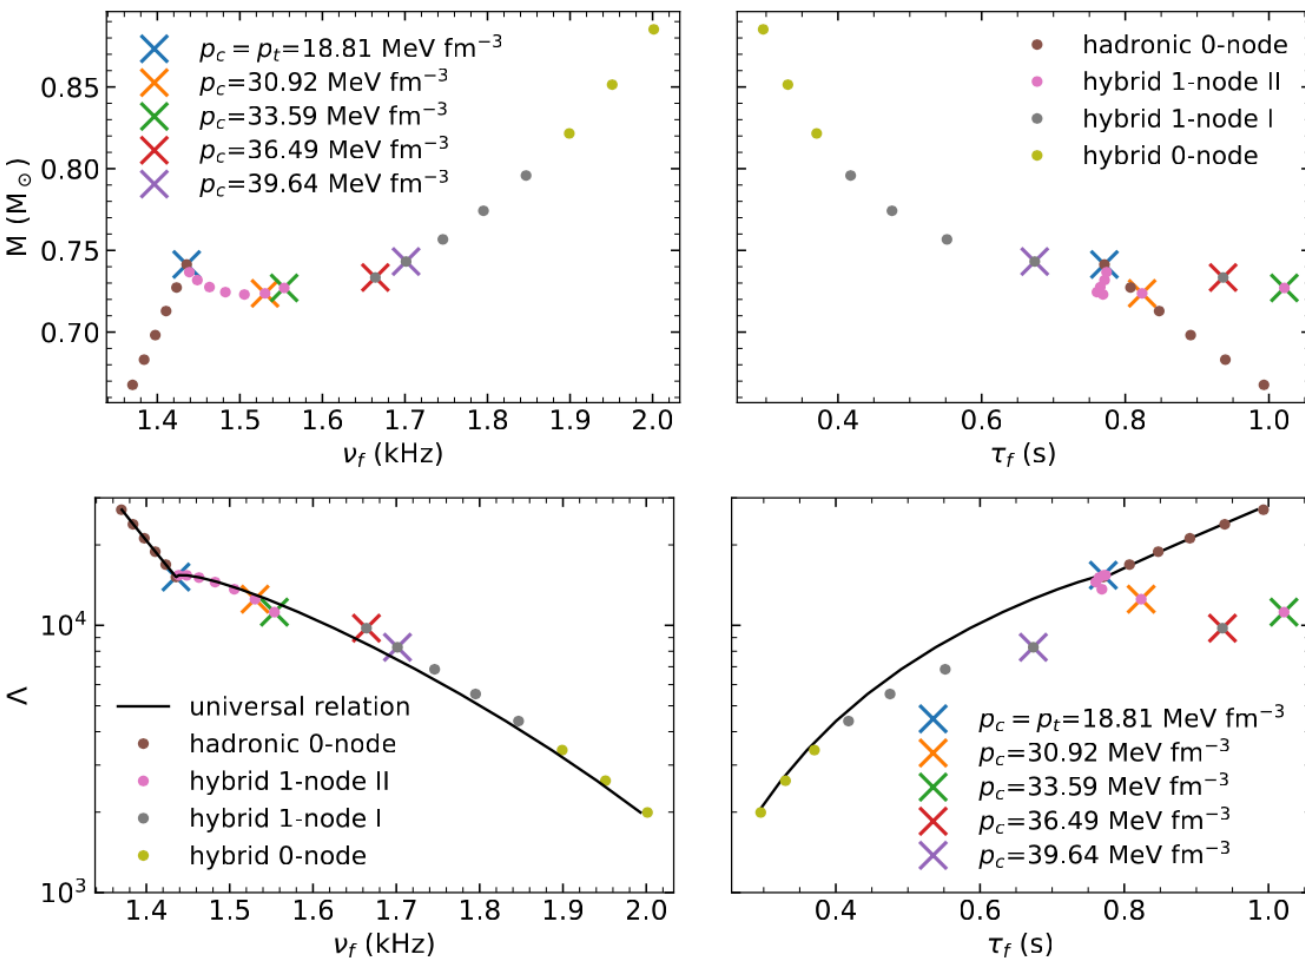 p_c = p_t=18.81 MeV fm⁻³
p_c=30.92 MeV fm⁻³
p_c=33.59 MeV fm⁻³
p_c=36.49 MeV fm⁻³
p_c=39.64 MeV fm⁻³
0.85
0.80
0.75
0.70
M (M⊙)
1.4 1.5 1.6 1.7 1.8 1.9 2.0
ν_f (kHz)
hadronic 0-node
hybrid 1-node II
hybrid 1-node I
hybrid 0-node
0.4 0.6 0.8 1.0
τ_f (s)
10⁴
10³
Λ
universal relation
hadronic 0-node
hybrid 1-node II
hybrid 1-node I
hybrid 0-node
1.4 1.5 1.6 1.7 1.8 1.9 2.0
ν_f (kHz)
p_c = p_t=18.81 MeV fm⁻³
p_c=30.92 MeV fm⁻³
p_c=33.59 MeV fm⁻³
p_c=36.49 MeV fm⁻³
p_c=39.64 MeV fm⁻³
0.4 0.6 0.8 1.0
τ_f (s)